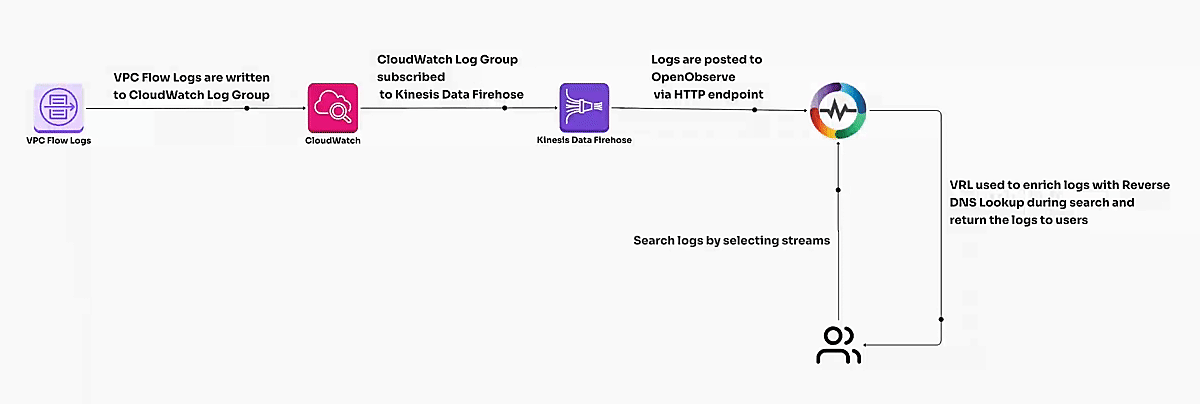 VPC Flow Logs are written
to CloudWatch Log Group
CloudWatch Log Group
subscribed
to Kinesis Data Firehose
Logs are posted to
OpenObserve
via HTTP endpoint
VPC Flow Logs
CloudWatch
Kinesis Data Firehose
VRL used to enrich logs with Reverse
DNS Lookup during search and
return the logs to users
Search logs by selecting streams